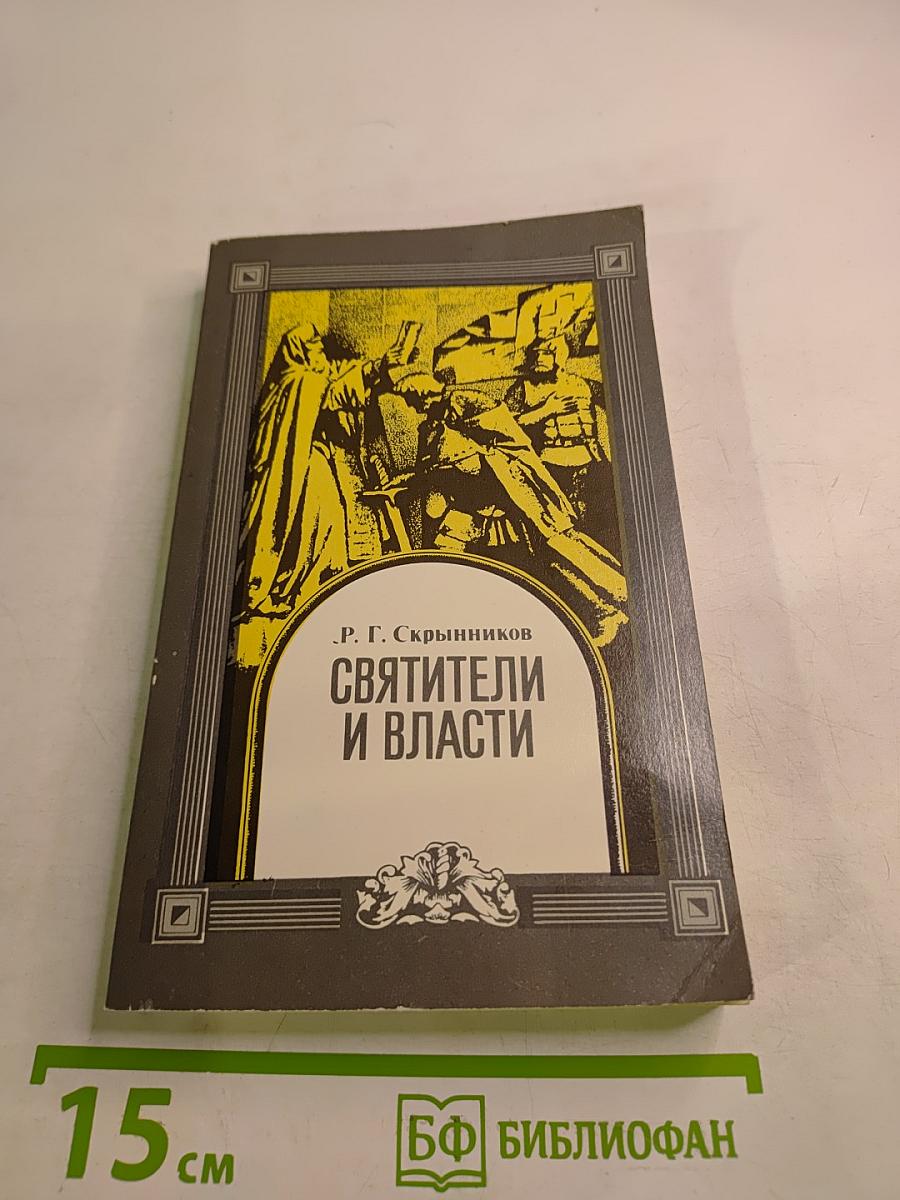 Р. Г. Скрынников
СВЯТИТЕЛИ
И ВЛАСТИ
15 см
БФ БИБЛИОФАН